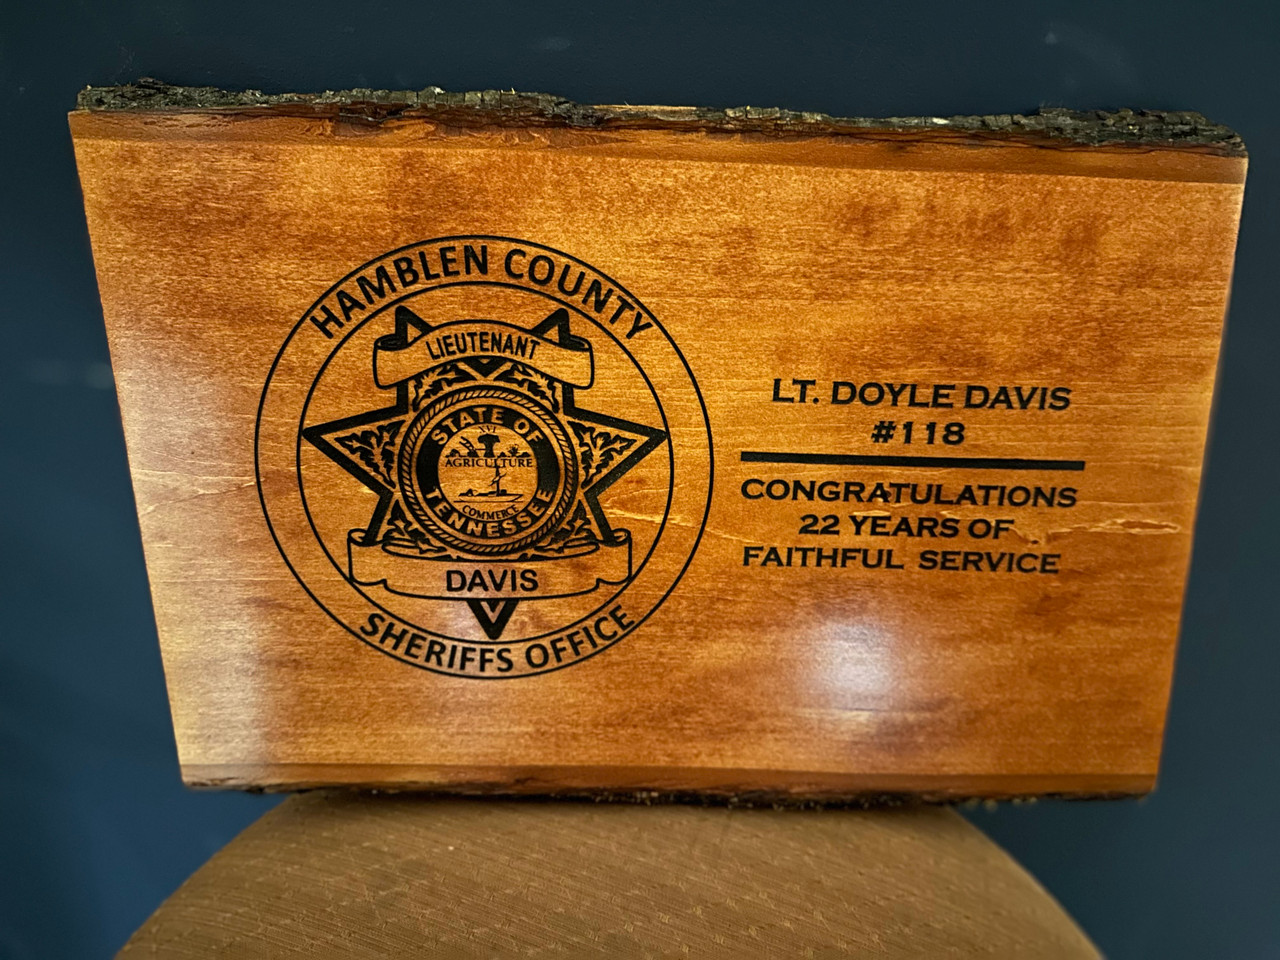 HAMBLEN COUNTY
LIEUTENANT
STATE OF
XVI
AGRICULTURE
COMMERCE
TENNESSEE
DAVIS
SHERIFFS OFFICE
LT. DOYLE DAVIS
#118
CONGRATULATIONS
22 YEARS OF
FAITHFUL SERVICE